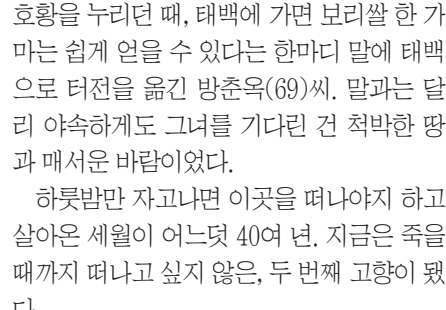 호황을 누리던 때, 태백에 가면 보리쌀 한 가
마는 쉽게 얻을 수 있다는 한마디 말에 태백
으로 터전을 옮긴 방춘옥(69)씨. 말과는 달
리 야속하게도 그녀를 기다린 건 척박한 땅
과 매서운 바람이었다.
하룻밤만 자고나면 이곳을 떠나야지 하고
살아온 세월이 어느덧 40여 년. 지금은 죽을
때까지 떠나고 싶지 않은, 두 번째 고향이 됐
다.